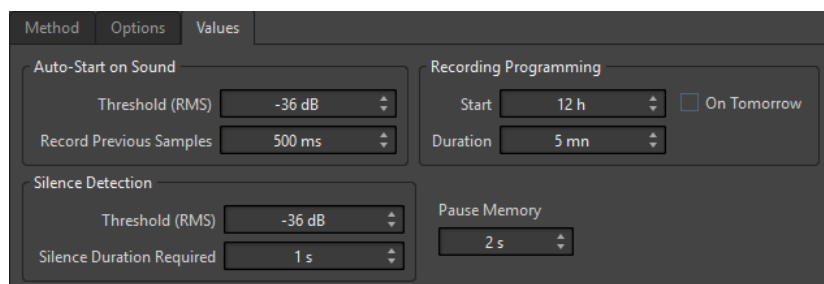 Method Options Values
Auto-Start on Sound
Threshold (RMS) -36 dB
Record Previous Samples 500 ms
Recording Programming
Start 12 h On Tomorrow
Duration 5 mn
Silence Detection
Threshold (RMS) -36 dB
Silence Duration Required 1 s
Pause Memory
2 s